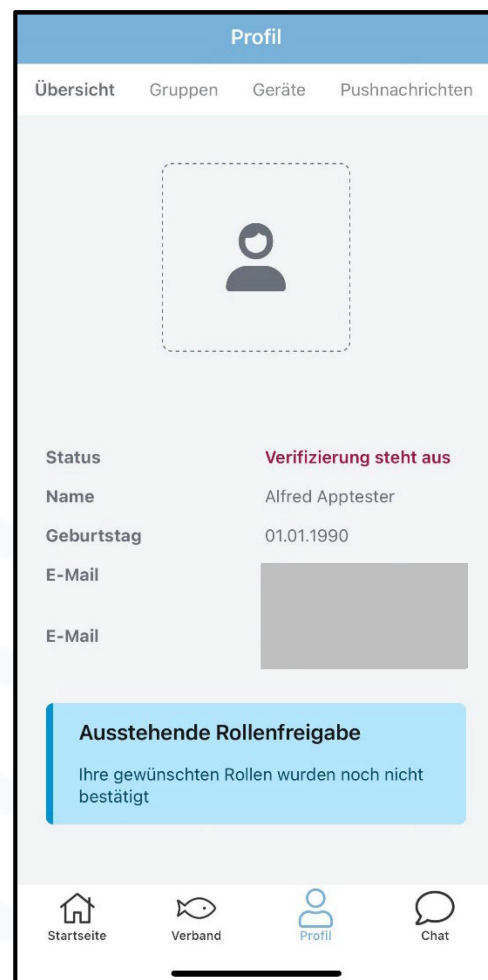 Profil
Übersicht Gruppen Geräte Pushnachrichten
Status Verifizierung steht aus
Name Alfred Apptester
Geburtstag 01.01.1990
E-Mail
E-Mail
Ausstehende Rollenfreigabe
Ihre gewünschten Rollen wurden noch nicht
bestätigt
Startseite Verband Profil Chat